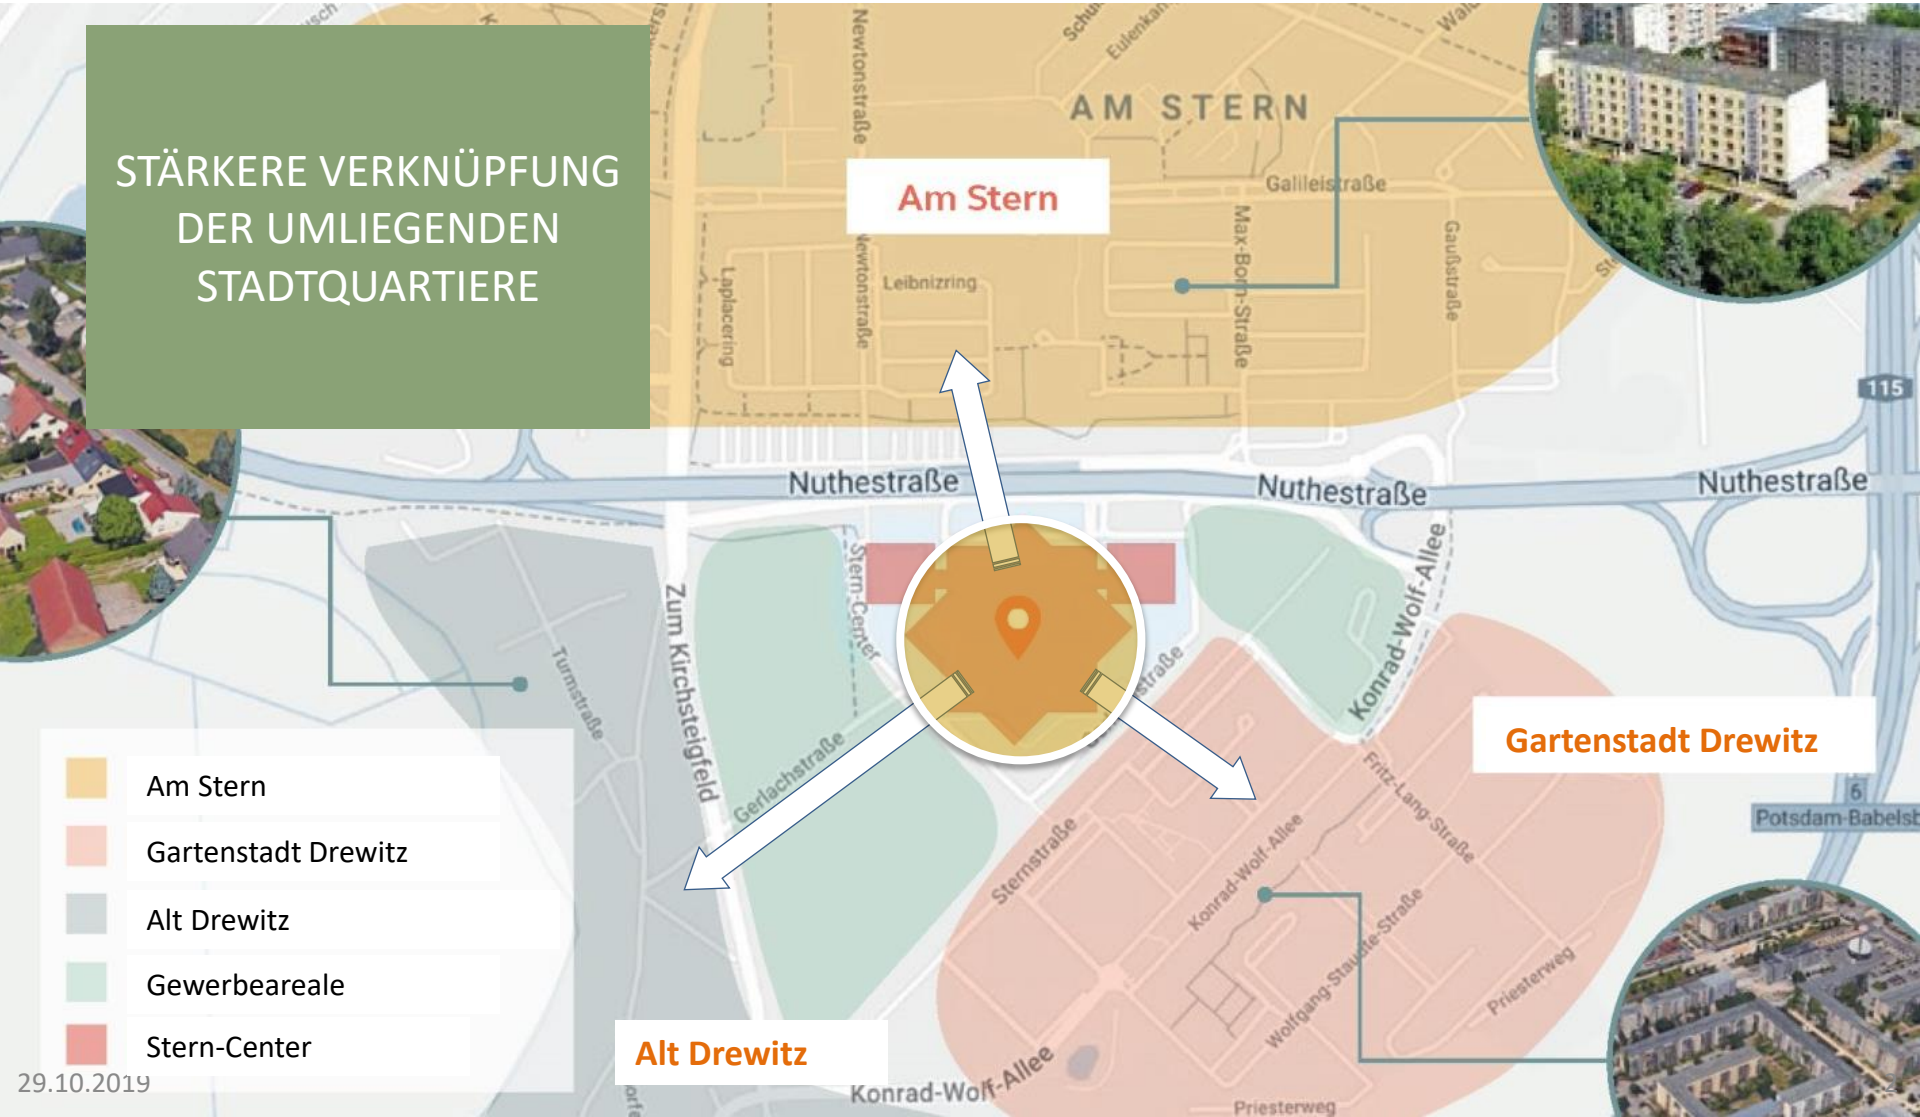 STÄRKERE VERKNÜPFUNG
DER UMLIEGENDEN
STADTQUARTIERE
Newtonstraße
AM STERN
Am Stern
Galileistraße
Laplacering
Newtonstraße
Leibnizring
Max-Born-Straße
Gaußstraße
115
Nuthestraße
Nuthestraße
Nuthestraße
Stern-Center
Zum Kirchsteigfeld
Turmstraße
Gerlachstraße
Konrad-Wolf-Allee
Gartenstadt Drewitz
Fritz-Lang-Straße
Sternstraße
Konrad-Wolf-Allee
Wolfgang-Staudte-Straße
Priesterweg
6
Potsdam-Babelsb
Am Stern
Gartenstadt Drewitz
Alt Drewitz
Gewerbeareale
Stern-Center
Alt Drewitz
Konrad-Wolf-Allee
Priesterweg
29.10.2019